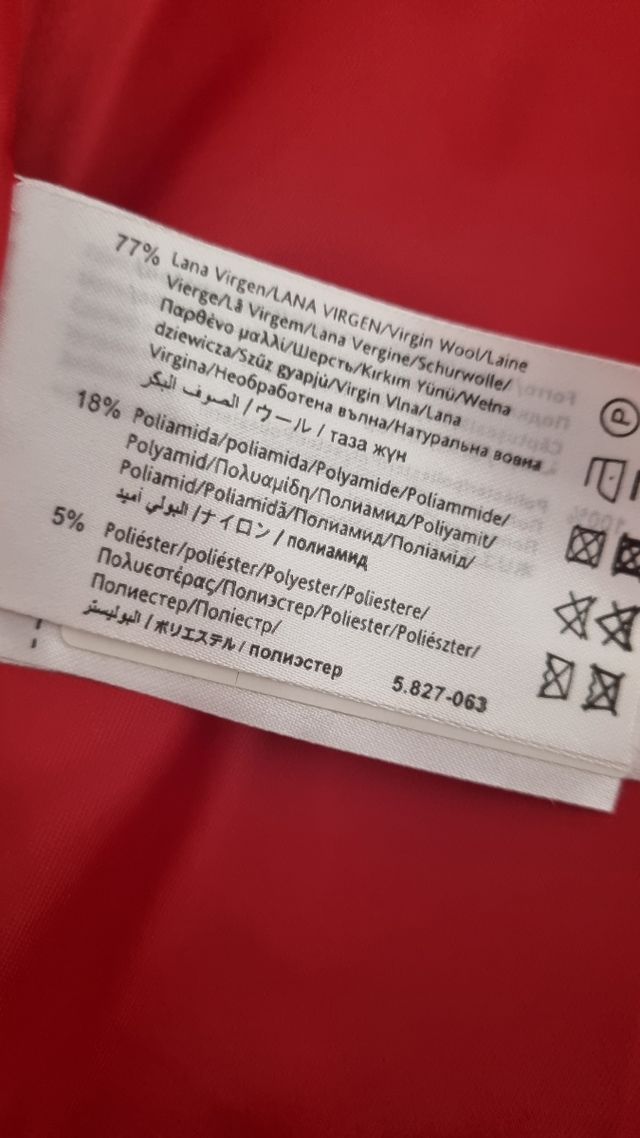 77% Lana Virgen/LANA VIRGEN/Virgin Wool/Laine
Vierge/Lã Virgem/Lana Vergine/Schurwolle/
Παρθένο μαλλί/Шерсть/Kırkım Yünü/Wełna
dziewicza/Szűz gyapjú/Virgin Vlna/Lana
Virgina/Необработена вълна/Натуральна вовна
الصوف البكر / ウール / таза жүн
18% Poliamida/poliamida/Polyamide/Poliammide/
Polyamid/Πολυαμίδη/Полиамид/Poliyamit/
Poliamid/Poliamidă/Полиамид/Поліамід/
البولي أميد /ナイロン / полиамид
5% Poliéster/poliéster/Polyester/Poliestere/
Πολυεστέρας/Полиэстер/Poliester/Poliészter/
Полиестер/Поліестр/
البوليستر / ポリエステル / полиэстер
5.827-063
P